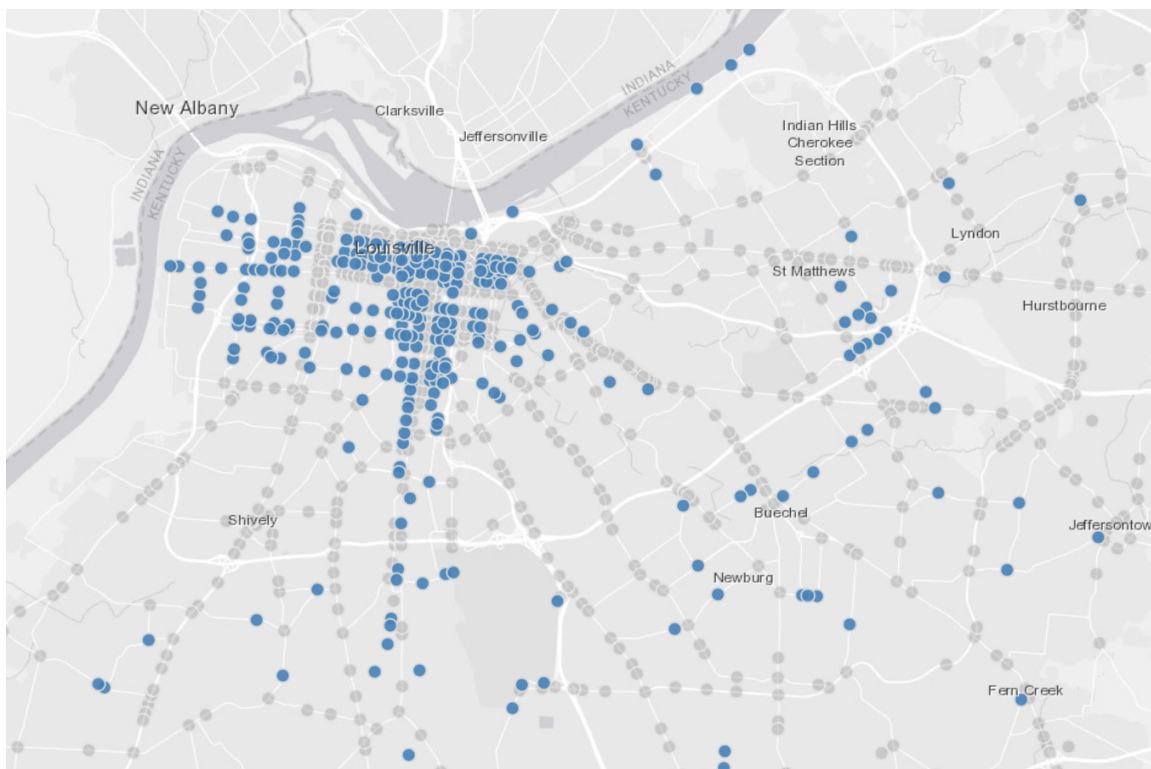 INDIANA
KENTUCKY
New Albany
Clarksville
Jeffersonville
Indian Hills
Cherokee
Section
INDIANA
KENTUCKY
Lyndon
Louisville
St Matthews
Hurstbourne
Shively
Buechel
Jeffersontow
Newburg
Fern Creek